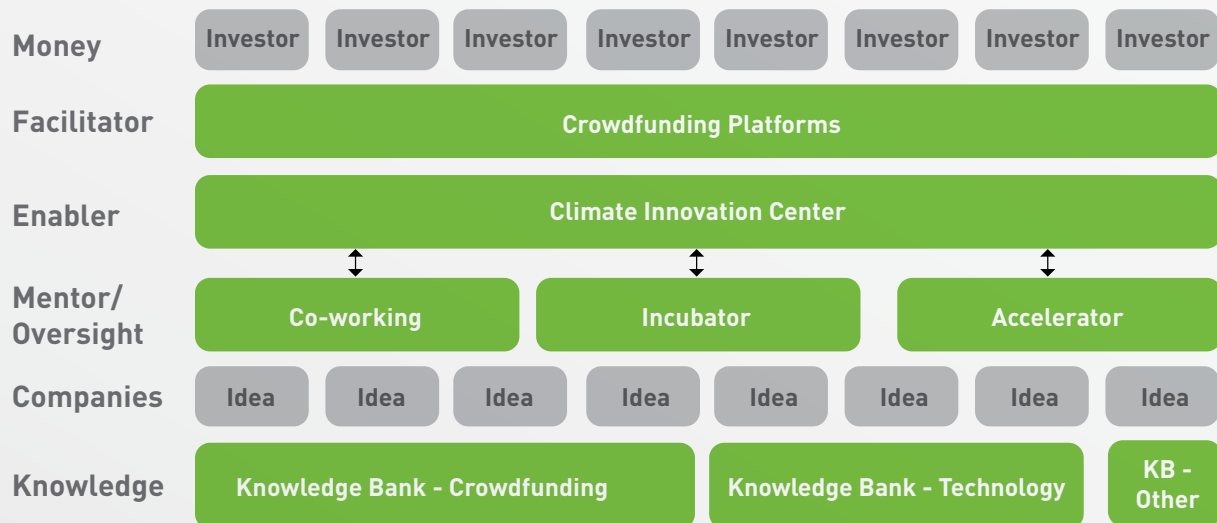 Money
Investor Investor Investor Investor Investor Investor Investor Investor
Facilitator
Crowdfunding Platforms
Enabler
Climate Innovation Center
Mentor/
Oversight
Co-working Incubator Accelerator
Companies
Idea Idea Idea Idea Idea Idea Idea Idea
Knowledge
Knowledge Bank - Crowdfunding
Knowledge Bank - Technology
KB -
Other